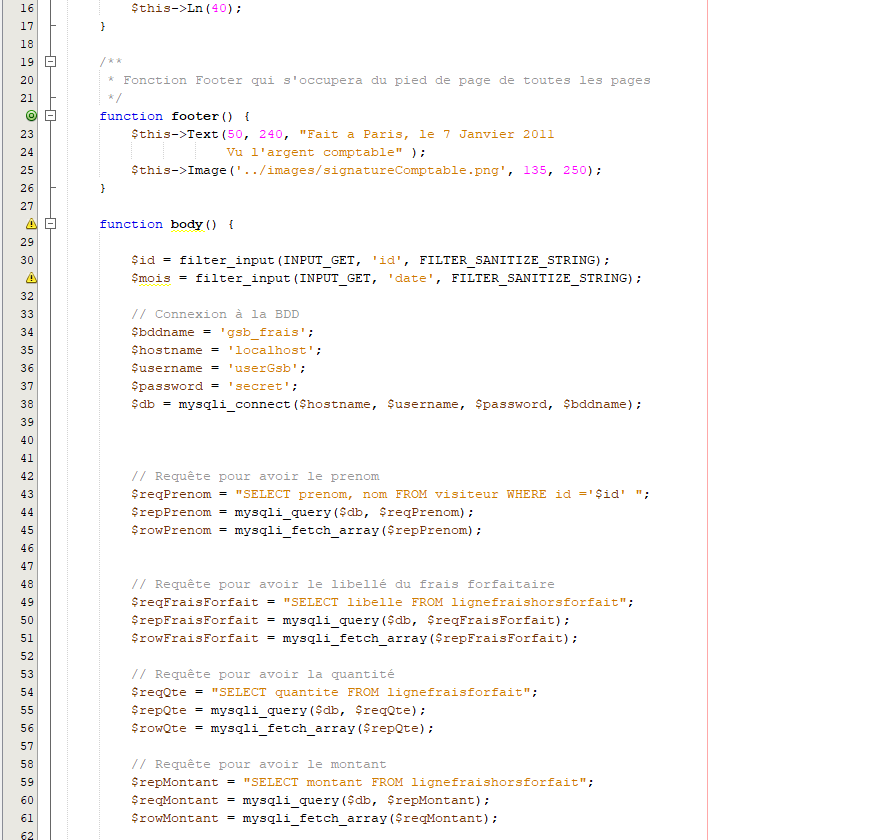 16 $this->Ln(40);
17 }
18
19 /**
20 * Fonction Footer qui s'occupera du pied de page de toutes les pages
21 */
function footer() {
23 $this->Text(50, 240, "Fait a Paris, le 7 Janvier 2011
24 Vu l'argent comptable" );
25 $this->Image('../images/signatureComptable.png', 135, 250);
26 }
27
function body() {
29
30 $id = filter_input(INPUT_GET, 'id', FILTER_SANITIZE_STRING);
$mois = filter_input(INPUT_GET, 'date', FILTER_SANITIZE_STRING);
32
33 // Connexion à la BDD
34 $bddname = 'gsb_frais';
35 $hostname = 'localhost';
36 $username = 'userGsb';
37 $password = 'secret';
38 $db = mysqli_connect($hostname, $username, $password, $bddname);
39
40
41
42 // Requête pour avoir le prenom
43 $reqPrenom = "SELECT prenom, nom FROM visiteur WHERE id ='$id' ";
44 $repPrenom = mysqli_query($db, $reqPrenom);
45 $rowPrenom = mysqli_fetch_array($repPrenom);
46
47
48 // Requête pour avoir le libellé du frais forfaitaire
49 $reqFraisForfait = "SELECT libelle FROM lignefraishorsforfait";
50 $repFraisForfait = mysqli_query($db, $reqFraisForfait);
51 $rowFraisForfait = mysqli_fetch_array($repFraisForfait);
52
53 // Requête pour avoir la quantité
54 $reqQte = "SELECT quantite FROM lignefraisforfait";
55 $repQte = mysqli_query($db, $reqQte);
56 $rowQte = mysqli_fetch_array($repQte);
57
58 // Requête pour avoir le montant
59 $repMontant = "SELECT montant FROM lignefraishorsforfait";
60 $reqMontant = mysqli_query($db, $repMontant);
61 $rowMontant = mysqli_fetch_array($reqMontant);
62